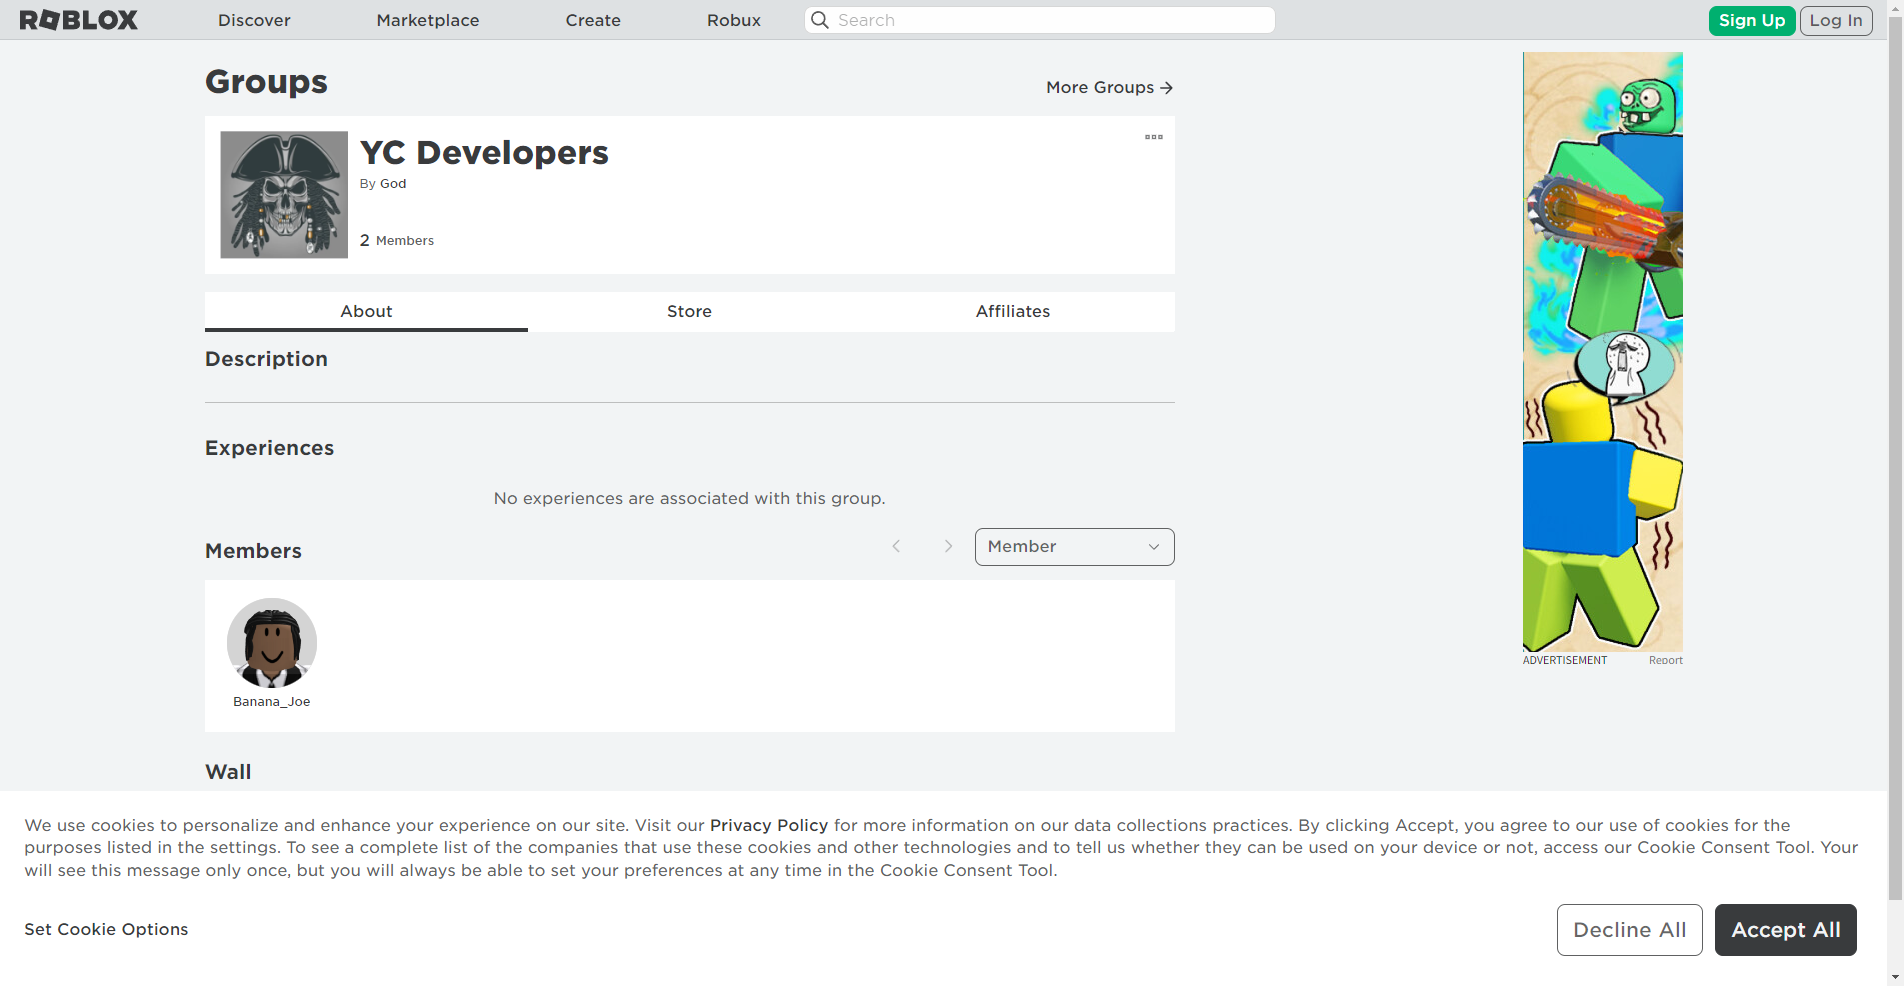 ROBLOX
Discover
Marketplace
Create
Robux
Search
Sign Up
Log In
Groups
More Groups
YC Developers
By God
2 Members
About
Store
Affiliates
Description
Experiences
No experiences are associated with this group.
Members
Member
Banana_Joe
Wall
ADVERTISEMENT
Report
We use cookies to personalize and enhance your experience on our site. Visit our Privacy Policy for more information on our data collections practices. By clicking Accept, you agree to our use of cookies for the
purposes listed in the settings. To see a complete list of the companies that use these cookies and other technologies and to tell us whether they can be used on your device or not, access our Cookie Consent Tool. Your
will see this message only once, but you will always be able to set your preferences at any time in the Cookie Consent Tool.
Set Cookie Options
Decline All
Accept All